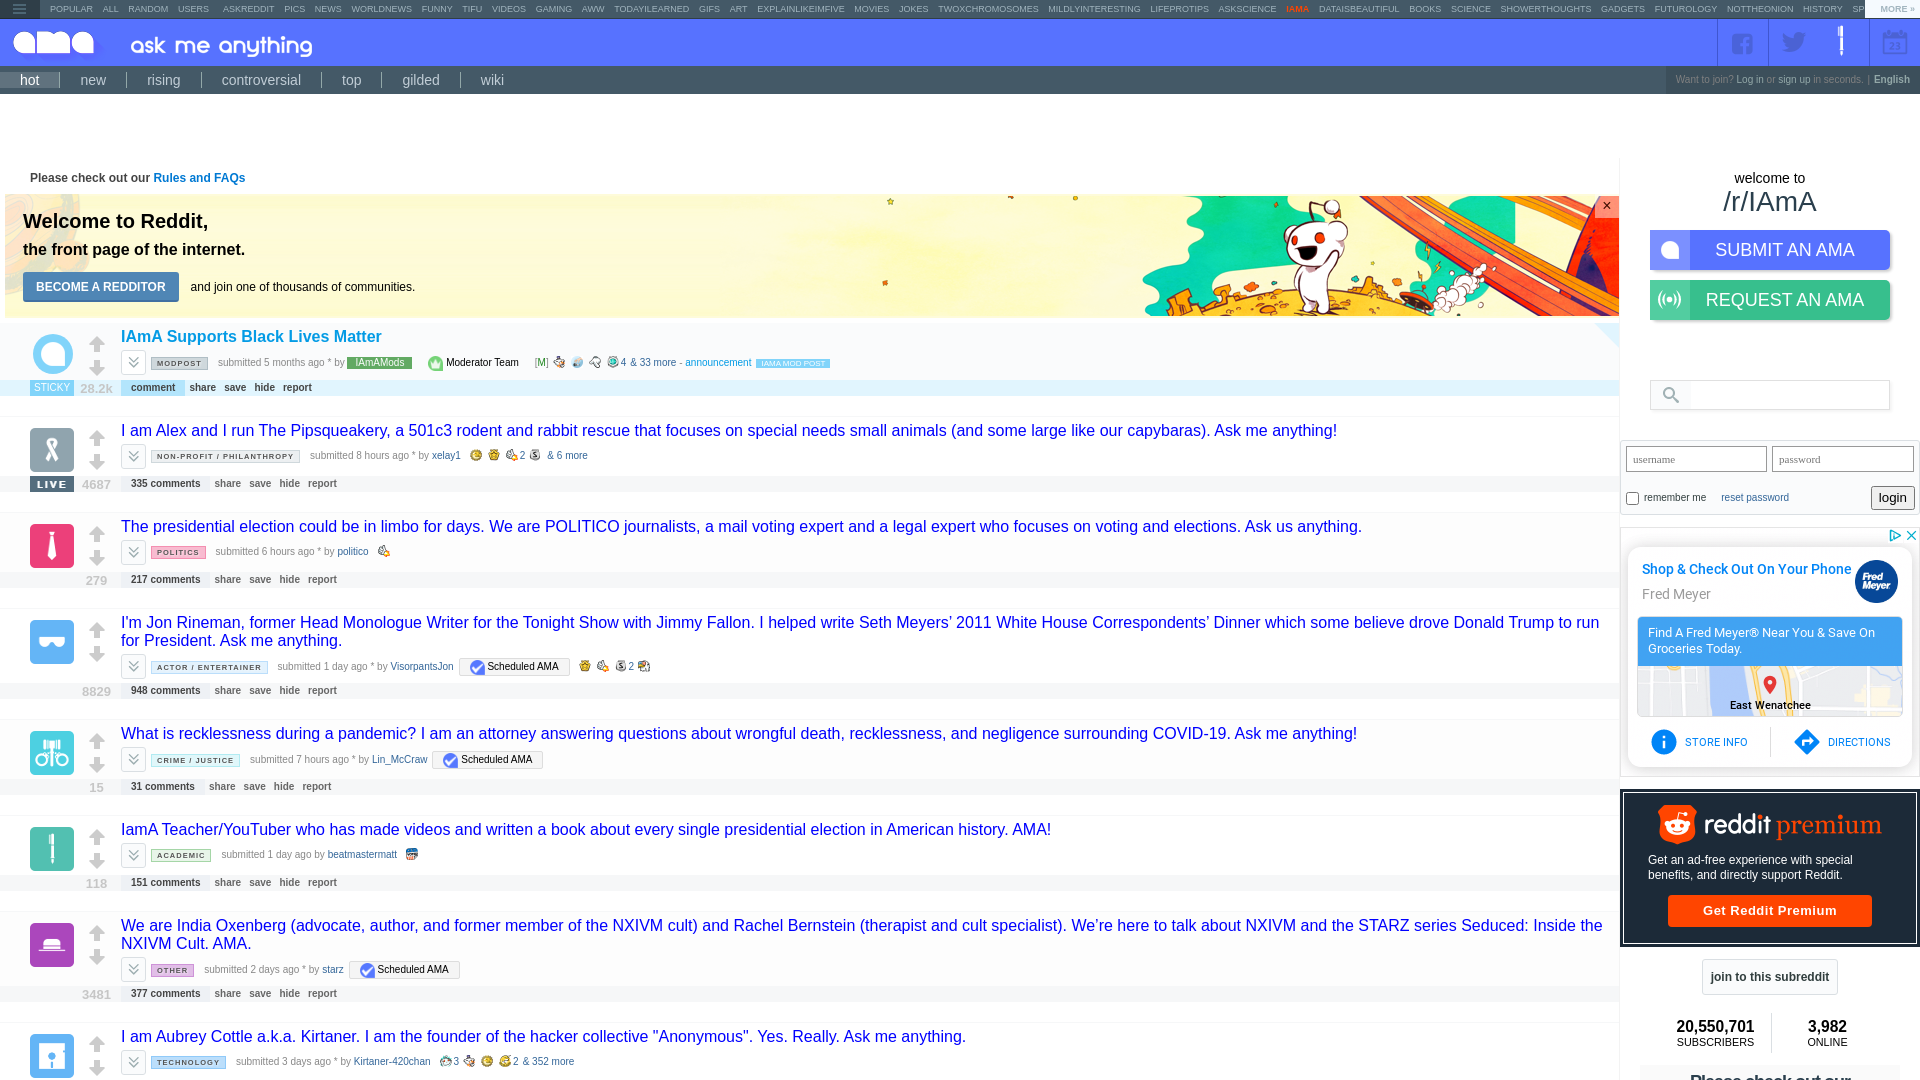 POPULAR ALL RANDOM USERS ASKREDDIT PICS NEWS WORLDNEWS FUNNY TIFU VIDEOS GAMING AWW TODAYILEARNED GIFS ART EXPLAINLIKEIMFIVE MOVIES JOKES TWOXCHROMOSOMES MILDLYINTERESTING LIFEPROTIPS ASKSCIENCE IAMA DATAISBEAUTIFUL BOOKS SCIENCE SHOWERTHOUGHTS GADGETS FUTUROLOGY NOTTHEONION HISTORY SP MORE »
ama ask me anything 23
hot new rising controversial top gilded wiki
Want to join? Log in or sign up in seconds. | English
Please check out our Rules and FAQs
Welcome to Reddit,
the front page of the internet.
BECOME A REDDITOR and join one of thousands of communities.
×
IAmA Supports Black Lives Matter
MODPOST submitted 5 months ago * by IAmAMods Moderator Team [M] 4 & 33 more - announcement IAMA MOD POST
STICKY 28.2k comment share save hide report
I am Alex and I run The Pipsqueakery, a 501c3 rodent and rabbit rescue that focuses on special needs small animals (and some large like our capybaras). Ask me anything!
NON-PROFIT / PHILANTHROPY submitted 8 hours ago * by xelay1 2 & 6 more
LIVE 4687 335 comments share save hide report
The presidential election could be in limbo for days. We are POLITICO journalists, a mail voting expert and a legal expert who focuses on voting and elections. Ask us anything.
POLITICS submitted 6 hours ago * by politico
279 217 comments share save hide report
I'm Jon Rineman, former Head Monologue Writer for the Tonight Show with Jimmy Fallon. I helped write Seth Meyers’ 2011 White House Correspondents’ Dinner which some believe drove Donald Trump to run
for President. Ask me anything.
ACTOR / ENTERTAINER submitted 1 day ago * by VisorpantsJon Scheduled AMA 2
8829 948 comments share save hide report
What is recklessness during a pandemic? I am an attorney answering questions about wrongful death, recklessness, and negligence surrounding COVID-19. Ask me anything!
CRIME / JUSTICE submitted 7 hours ago * by Lin_McCraw Scheduled AMA
15 31 comments share save hide report
IamA Teacher/YouTuber who has made videos and written a book about every single presidential election in American history. AMA!
ACADEMIC submitted 1 day ago by beatmastermatt
118 151 comments share save hide report
We are India Oxenberg (advocate, author, and former member of the NXIVM cult) and Rachel Bernstein (therapist and cult specialist). We’re here to talk about NXIVM and the STARZ series Seduced: Inside the
NXIVM Cult. AMA.
OTHER submitted 2 days ago * by starz Scheduled AMA
3481 377 comments share save hide report
I am Aubrey Cottle a.k.a. Kirtaner. I am the founder of the hacker collective "Anonymous". Yes. Really. Ask me anything.
TECHNOLOGY submitted 3 days ago * by Kirtaner-420chan 3 2 & 352 more
welcome to
/r/IAmA
SUBMIT AN AMA
REQUEST AN AMA
username password
remember me reset password login
Shop & Check Out On Your Phone
Fred Meyer
Fred Meyer
Find A Fred Meyer® Near You & Save On
Groceries Today.
East Wenatchee
STORE INFO DIRECTIONS
reddit premium
Get an ad-free experience with special
benefits, and directly support Reddit.
Get Reddit Premium
join to this subreddit
20,550,701 3,982
SUBSCRIBERS ONLINE
Please check out our